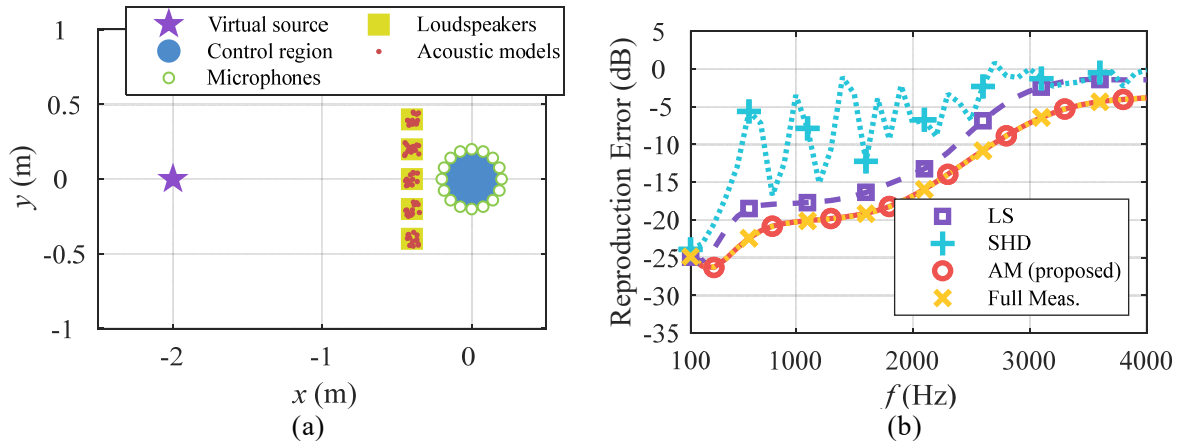 Virtual source
Control region
Microphones
Loudspeakers
Acoustic models
1
0.5
0
-0.5
-1
y (m)
-2
-1
0
x (m)
(a)
5
0
-5
-10
-15
-20
-25
-30
-35
Reproduction Error (dB)
LS
SHD
AM (proposed)
Full Meas.
100
1000
2000
3000
4000
f (Hz)
(b)